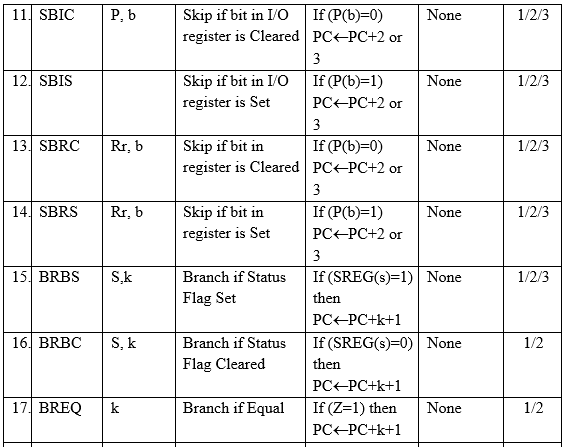 11. SBIC P, b Skip if bit in I/O If (P(b)=0) None 1/2/3
register is Cleared PC←PC+2 or
3
12. SBIS Skip if bit in I/O If (P(b)=1) None 1/2/3
register is Set PC←PC+2 or
3
13. SBRC Rr, b Skip if bit in If (P(b)=0) None 1/2/3
register is Cleared PC←PC+2 or
3
14. SBRS Rr, b Skip if bit in If (P(b)=1) None 1/2/3
register is Set PC←PC+2 or
3
15. BRBS S,k Branch if Status If (SREG(s)=1) None 1/2/3
Flag Set then
PC←PC+k+1
16. BRBC S, k Branch if Status If (SREG(s)=0) None 1/2
Flag Cleared then
PC←PC+k+1
17. BREQ k Branch if Equal If (Z=1) then None 1/2
PC←PC+k+1